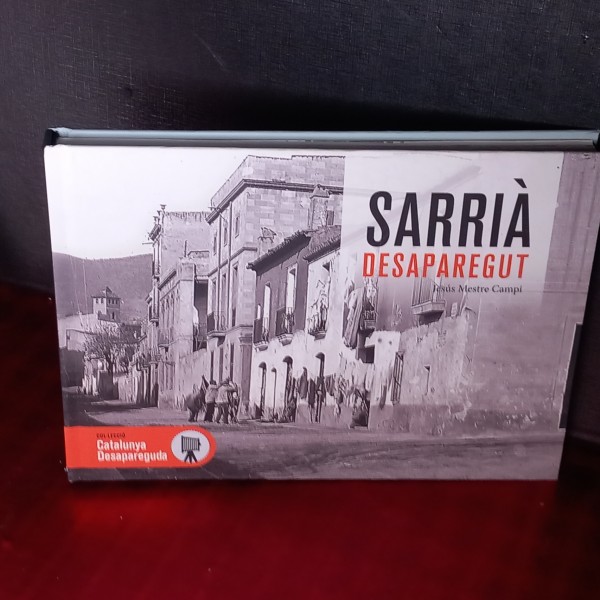 SARRIÀ
DESAPAREGUT
Jesús Mestre Campi
COL·LECCIÓ
Catalunya
Desapareguda